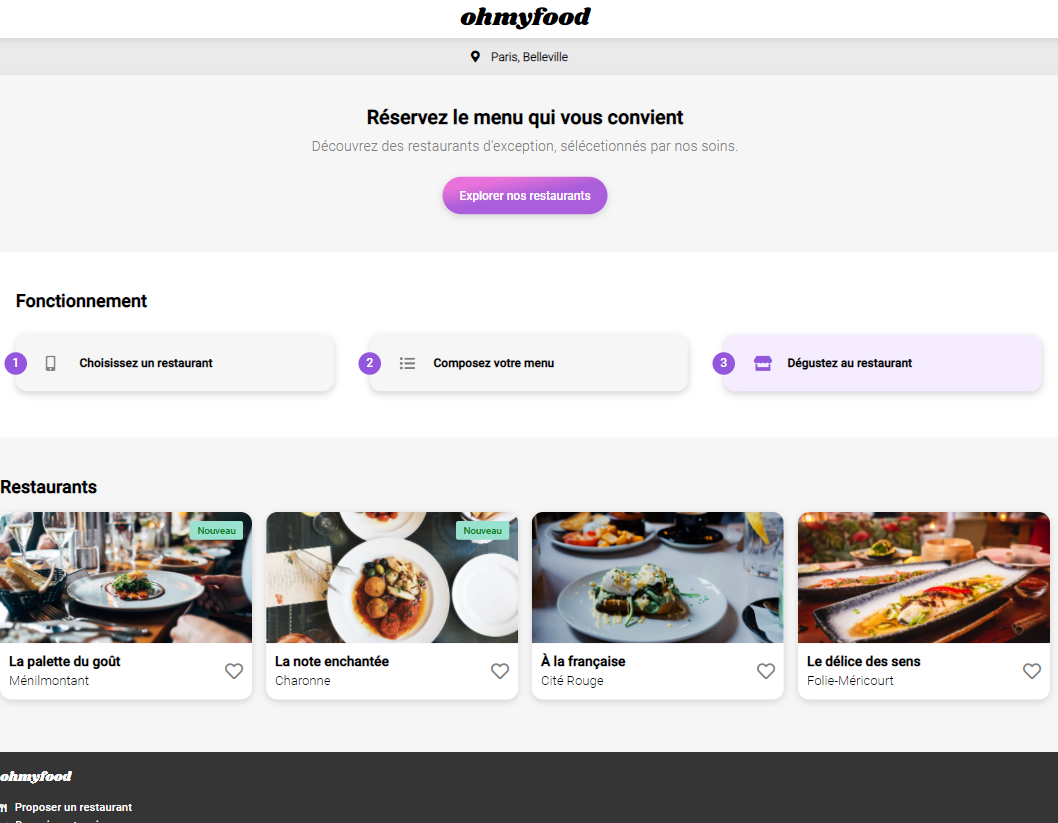 ohmyfood
Paris, Belleville
Réservez le menu qui vous convient
Découvrez des restaurants d'exception, sélécetionnés par nos soins.
Explorer nos restaurants
Fonctionnement
1 Choisissez un restaurant
2 Composez votre menu
3 Dégustez au restaurant
Restaurants
Nouveau
Nouveau
La palette du goût
Ménilmontant
La note enchantée
Charonne
À la française
Cité Rouge
Le délice des sens
Folie-Méricourt
ohmyfood
Proposer un restaurant